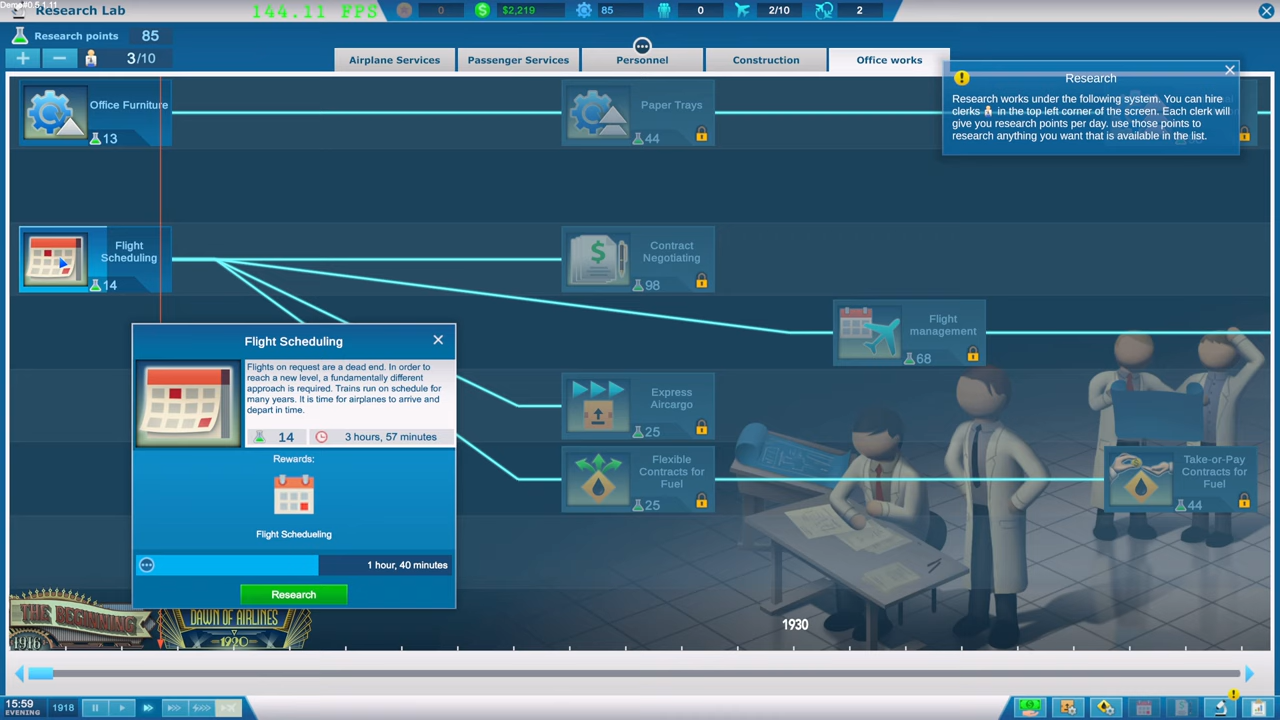 Demo#0.5.1.11
Research Lab
144.11 FPS
0
$2,219
85
0
2/10
2
Research points 85
3/10
Airplane Services
Passenger Services
Personnel
Construction
Office works
Research
Research works under the following system. You can hire
clerks in the top left corner of the screen. Each clerk will
give you research points per day. use those points to
research anything you want that is available in the list.
Office Furniture
13
Paper Trays
44
Flight
Scheduling
14
Contract
Negotiating
98
Flight
management
68
Express
Aircargo
25
Flexible
Contracts for
Fuel
25
Take-or-Pay
Contracts for
Fuel
44
Flight Scheduling
Flights on request are a dead end. In order to
reach a new level, a fundamentally different
approach is required. Trains run on schedule for
many years. It is time for airplanes to arrive and
depart in time.
14
3 hours, 57 minutes
Rewards:
Flight Schedueling
1 hour, 40 minutes
Research
THE BEGINNING
1916
DAWN OF AIRLINES
1920
1930
15:59
EVENING
1918